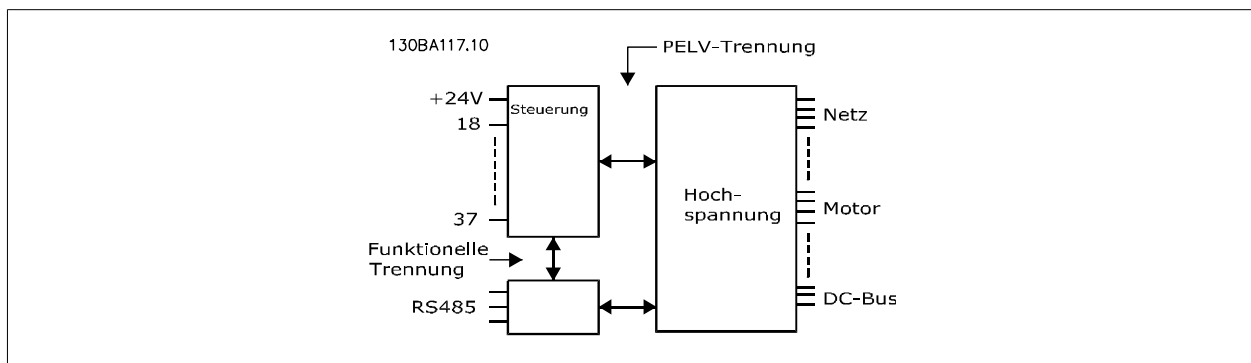 130BA117.10
PELV-Trennung
+24V
18
37
Steuerung
Hoch-
spannung
Netz
Motor
DC-Bus
Funktionelle
Trennung
RS485